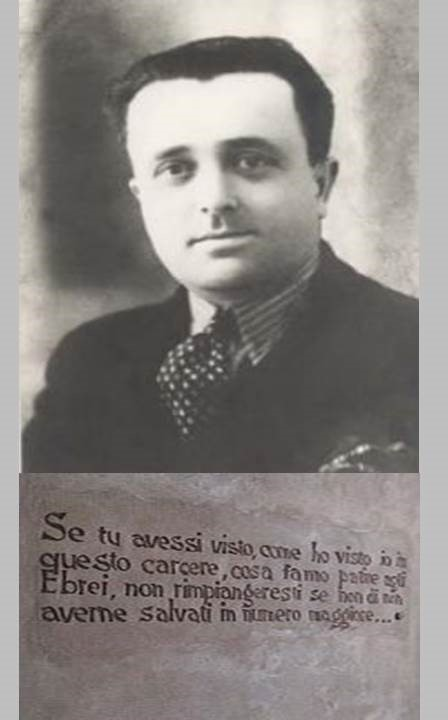 Se tu avessi visto, come ho visto io in
questo carcere, cosa fanno patire agli
Ebrei, non rimpiangeresti se non di non
averne salvati in numero maggiore...